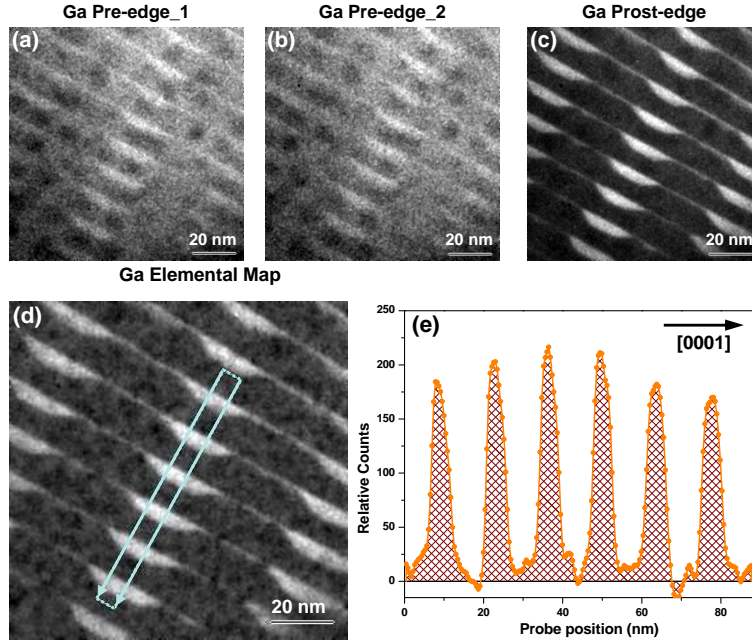 Ga Pre-edge_1
Ga Pre-edge_2
Ga Prost-edge
(a)
20 nm
(b)
20 nm
(c)
20 nm
Ga Elemental Map
(d)
20 nm
(e)
[0001]
Relative Counts
250
200
150
100
50
0
0
20
40
60
80
Probe position (nm)